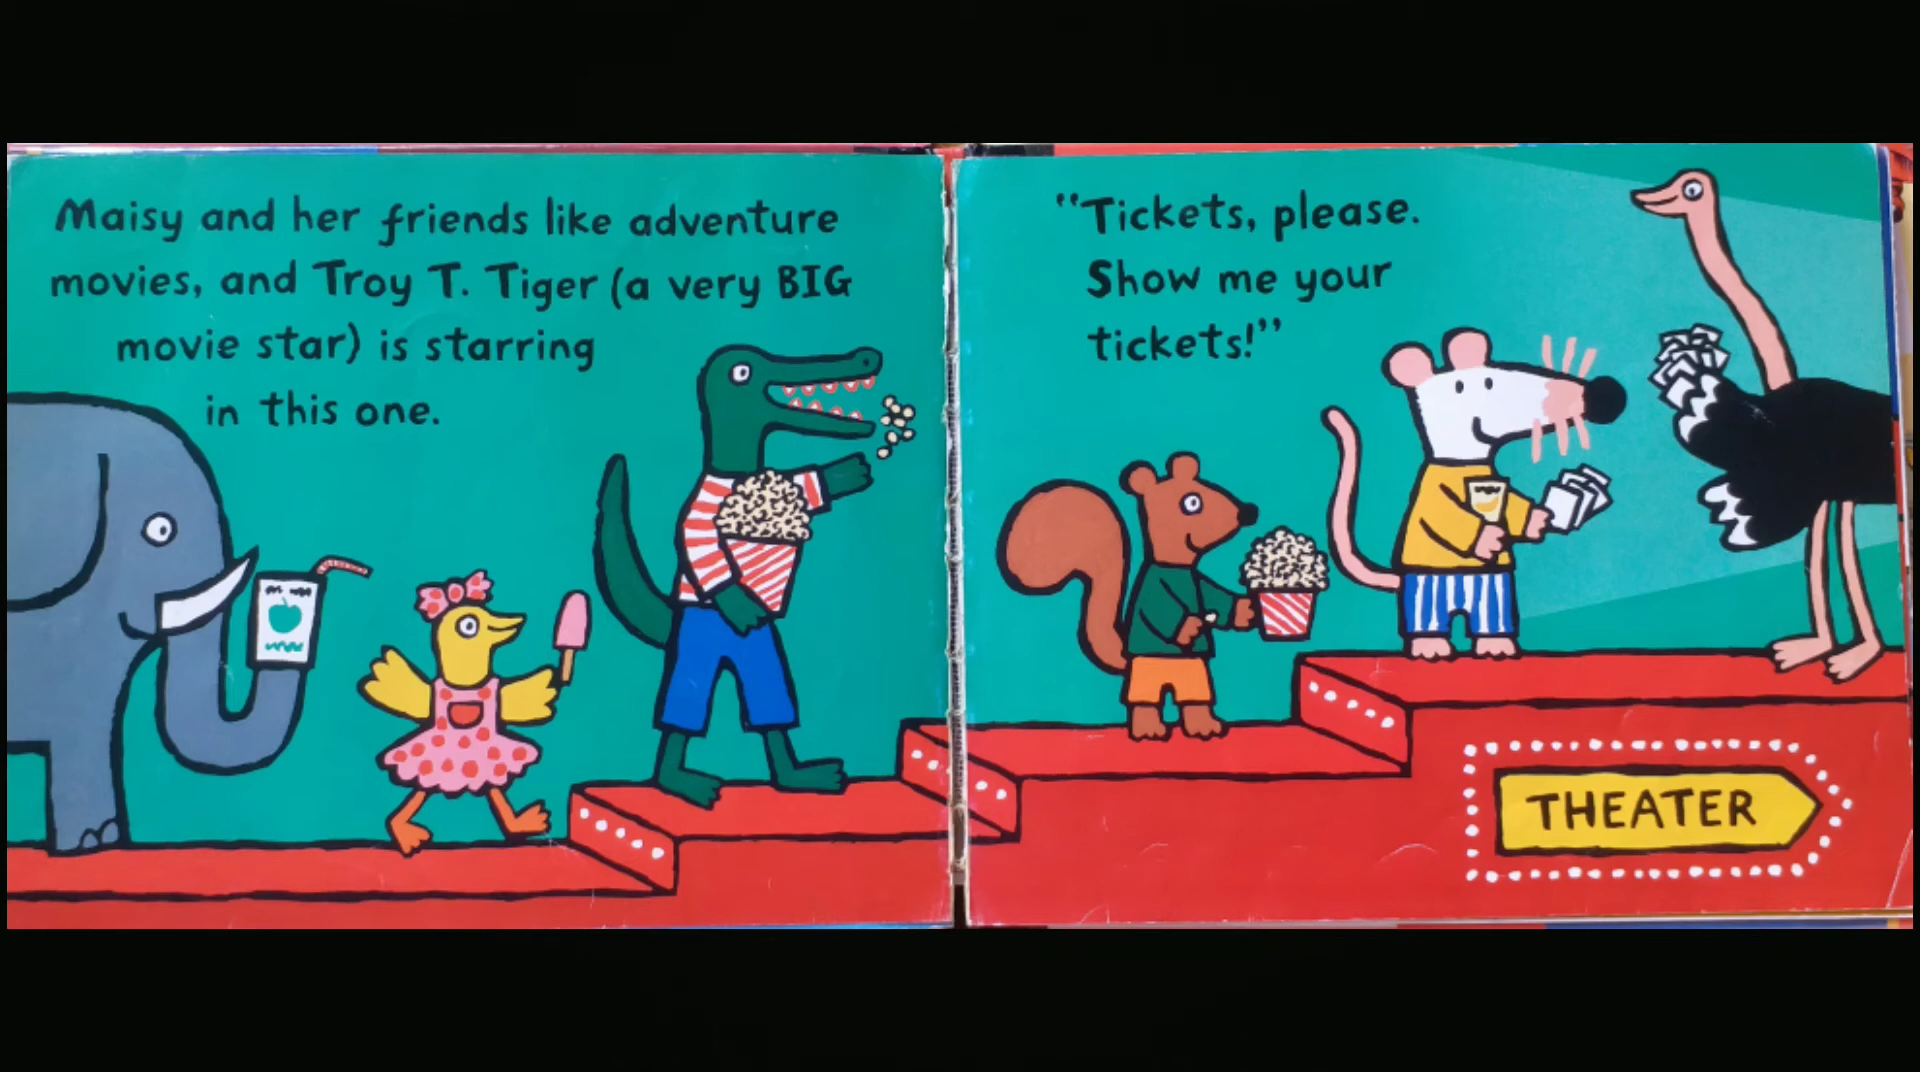 Maisy and her friends like adventure
movies, and Troy T. Tiger (a very BIG
movie star) is starring
in this one.
“Tickets, please.
Show me your
tickets!”
THEATER